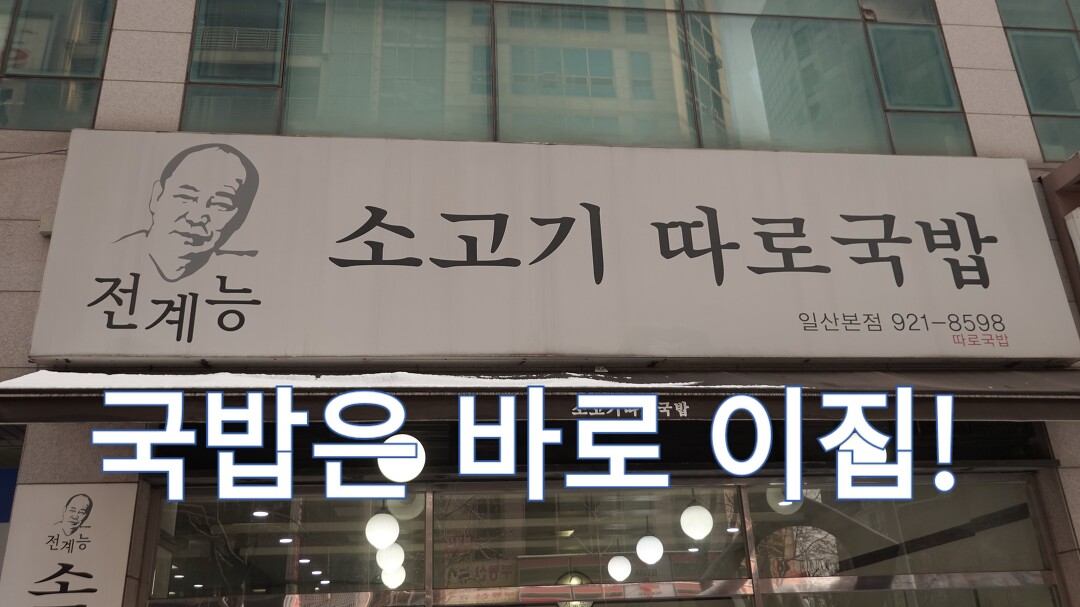 전계능
소고기 따로국밥
일산본점 921-8598
따로국밥
국밥은 바로 이집!
전계능
소